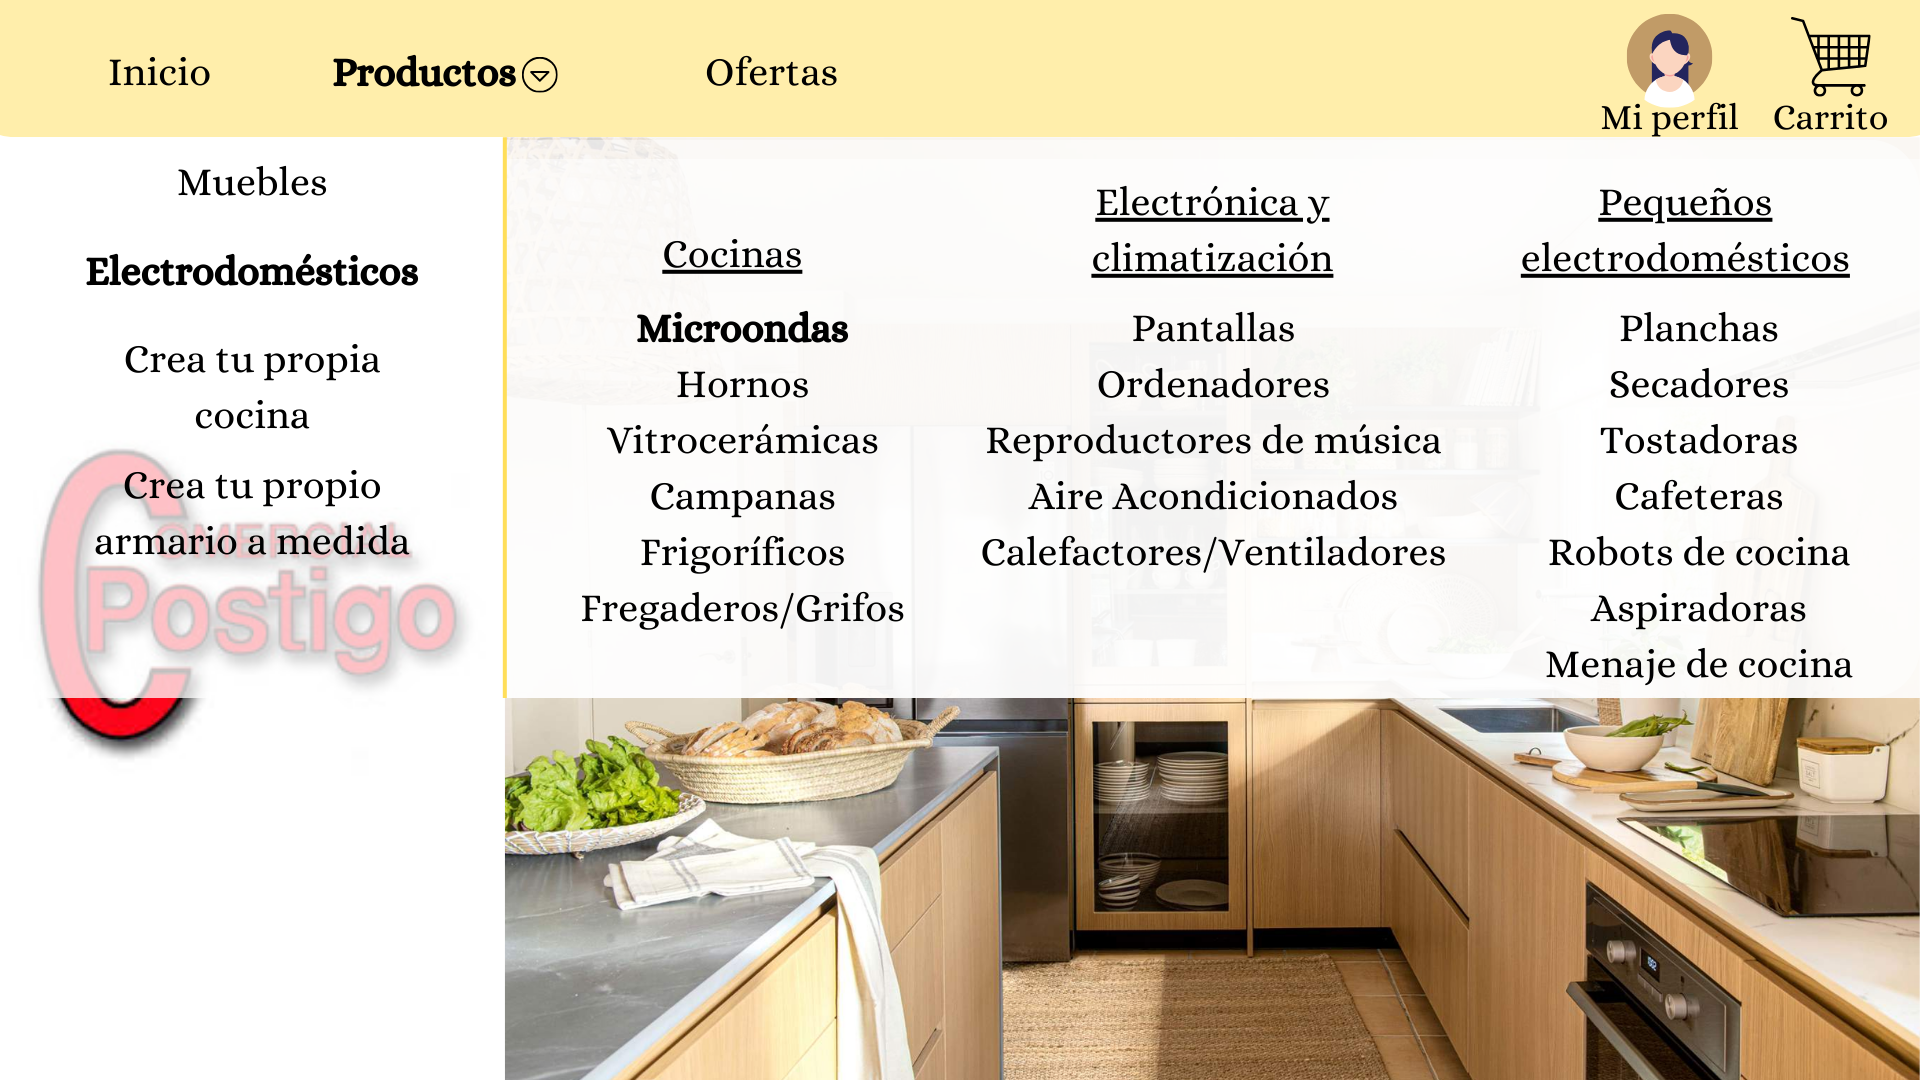 Inicio
Productos
Ofertas
Mi perfil
Carrito
Muebles
Electrodomésticos
Crea tu propia
cocina
Crea tu propio
armario a medida
COMERCIAL
Postigo
Cocinas
Microondas
Hornos
Vitrocerámicas
Campanas
Frigoríficos
Fregaderos/Grifos
Electrónica y
climatización
Pantallas
Ordenadores
Reproductores de música
Aire Acondicionados
Calefactores/Ventiladores
Pequeños
electrodomésticos
Planchas
Secadores
Tostadoras
Cafeteras
Robots de cocina
Aspiradoras
Menaje de cocina